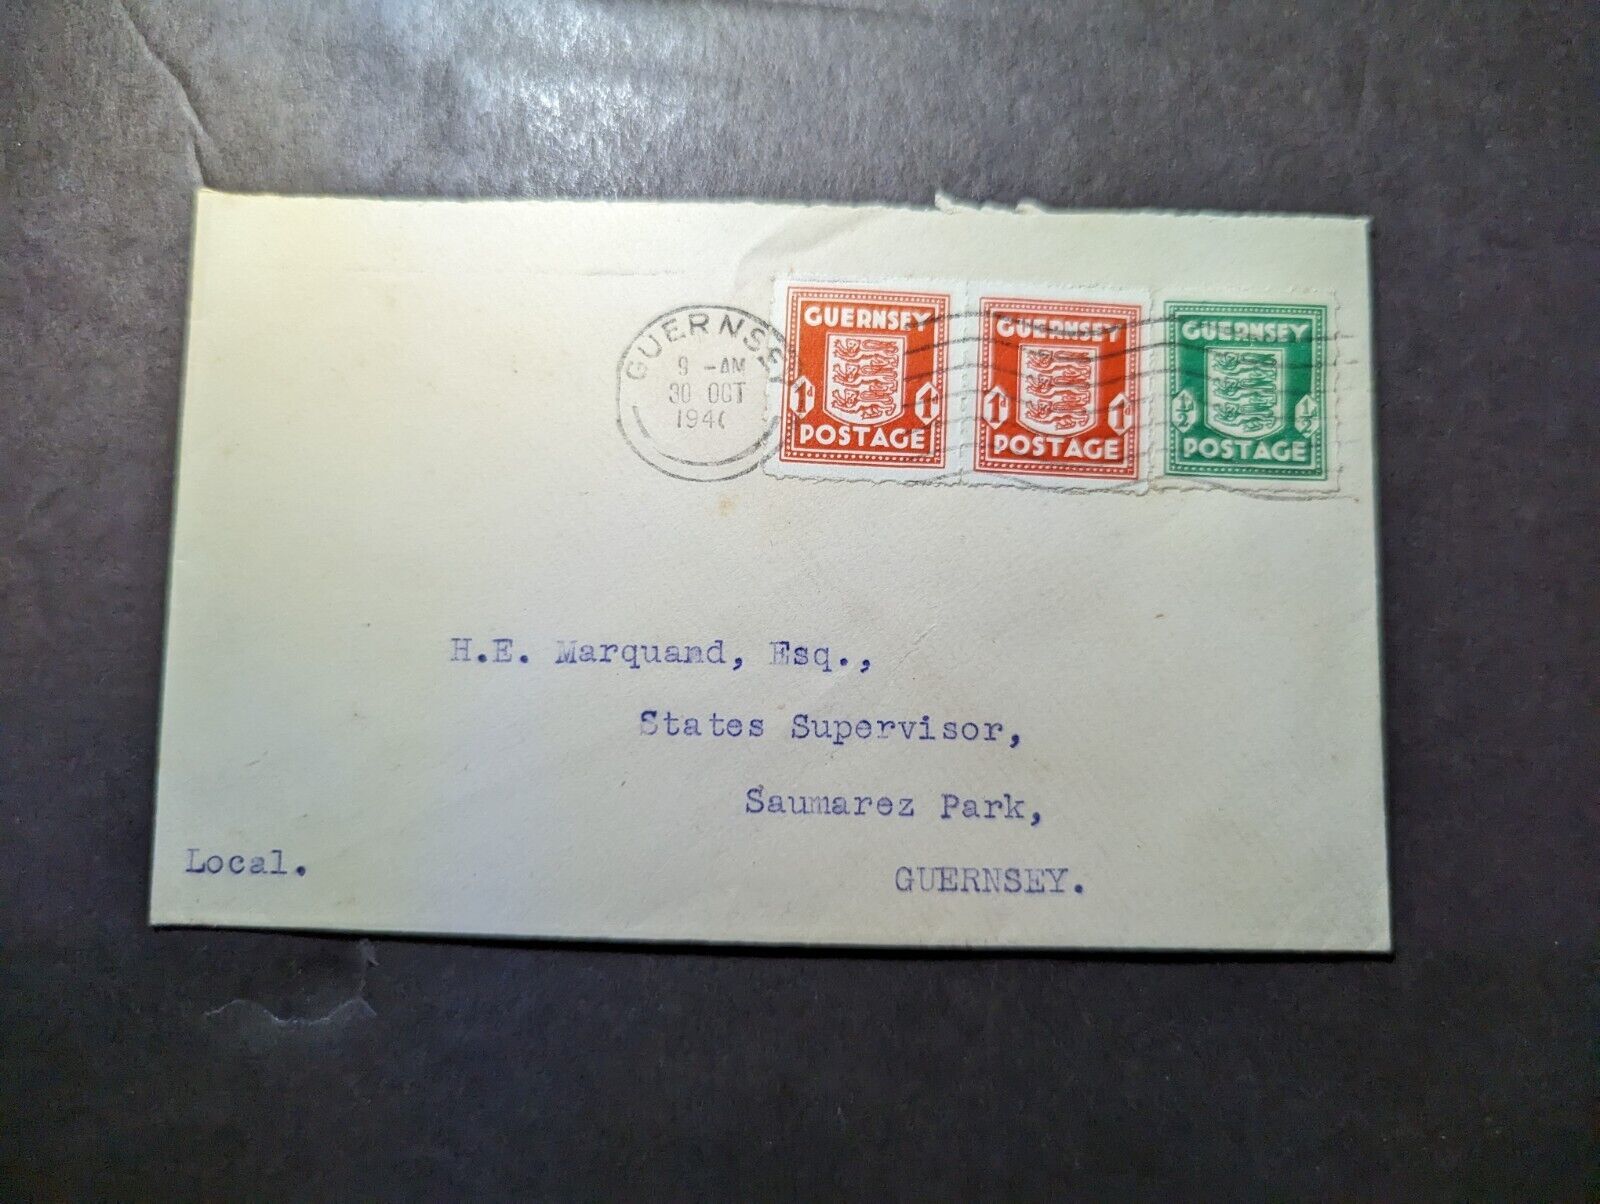 GUERNSEY
9 - AM
30 OCT
GUERNSEY
1ᵈ 1ᵈ
POSTAGE
GUERNSEY
1ᵈ 1ᵈ
POSTAGE
GUERNSEY
½ ½
POSTAGE
H.E. Marquand, Esq.,
States Supervisor,
Saumarez Park,
GUERNSEY.
Local.